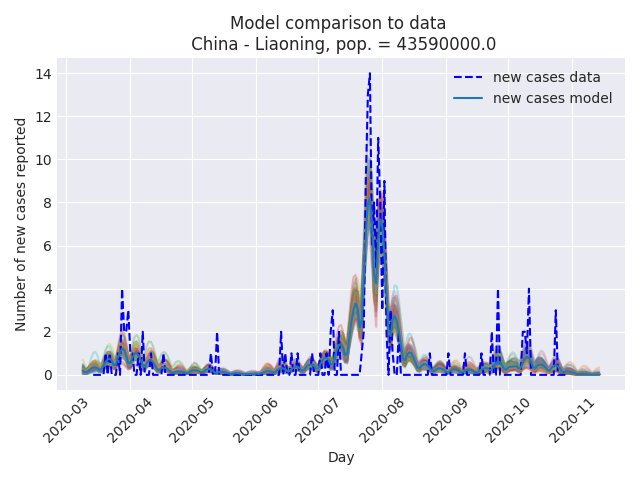 Model comparison to data
China - Liaoning, pop. = 43590000.0
new cases data
new cases model
Number of new cases reported
14
12
10
8
6
4
2
0
2020-03
2020-04
2020-05
2020-06
2020-07
2020-08
2020-09
2020-10
2020-11
Day